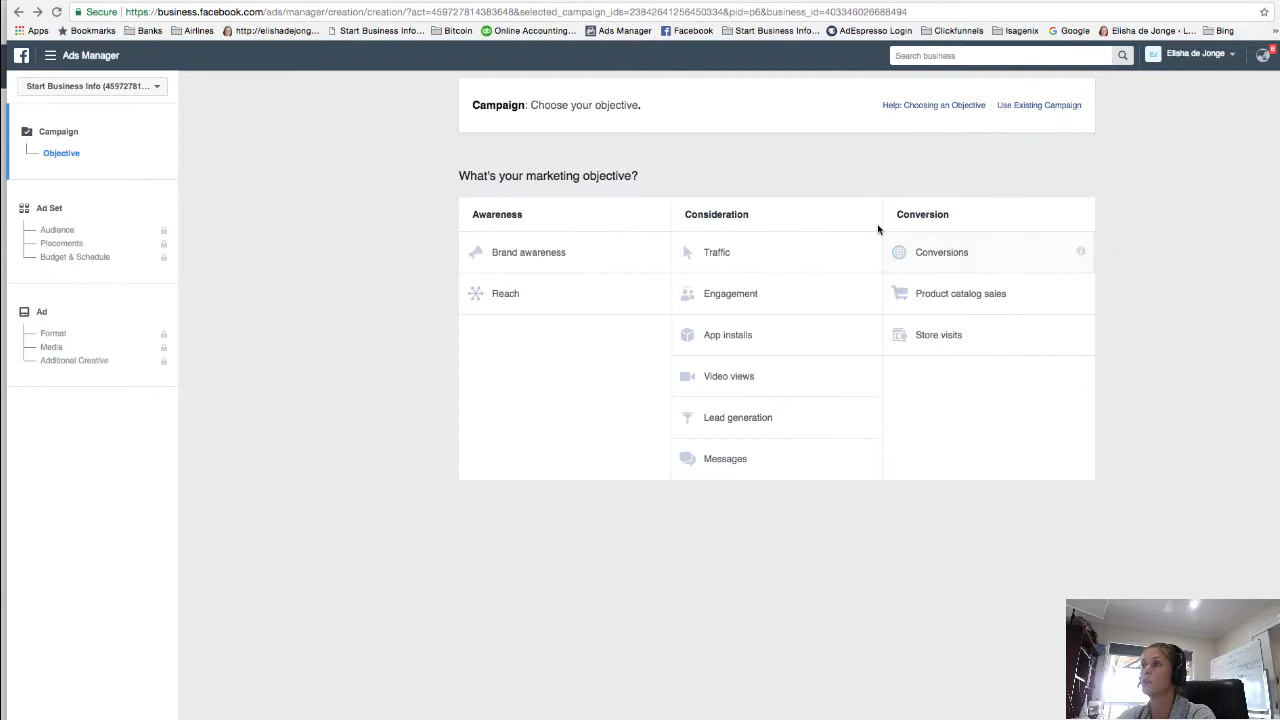 Secure https://business.facebook.com/ads/manager/creation/creation/?act=459727814383648&selected_campaign_ids=23842641256450334&pid=p6&business_id=403346026688494
Apps Bookmarks Banks Airlines http://elishadejong... Start Business Info... Bitcoin Online Accounting... Ads Manager Facebook Start Business Info... AdEspresso Login Clickfunnels Isagenix Google Elisha de Jonge • L... Bing
Ads Manager Search business EJ Elisha de Jonge 6
Start Business Info (45972781...
Campaign
Objective
Ad Set
Audience
Placements
Budget & Schedule
Ad
Format
Media
Additional Creative
Campaign: Choose your objective. Help: Choosing an Objective · Use Existing Campaign
What's your marketing objective?
Awareness Consideration Conversion
Brand awareness Traffic Conversions
Reach Engagement Product catalog sales
App installs Store visits
Video views
Lead generation
Messages